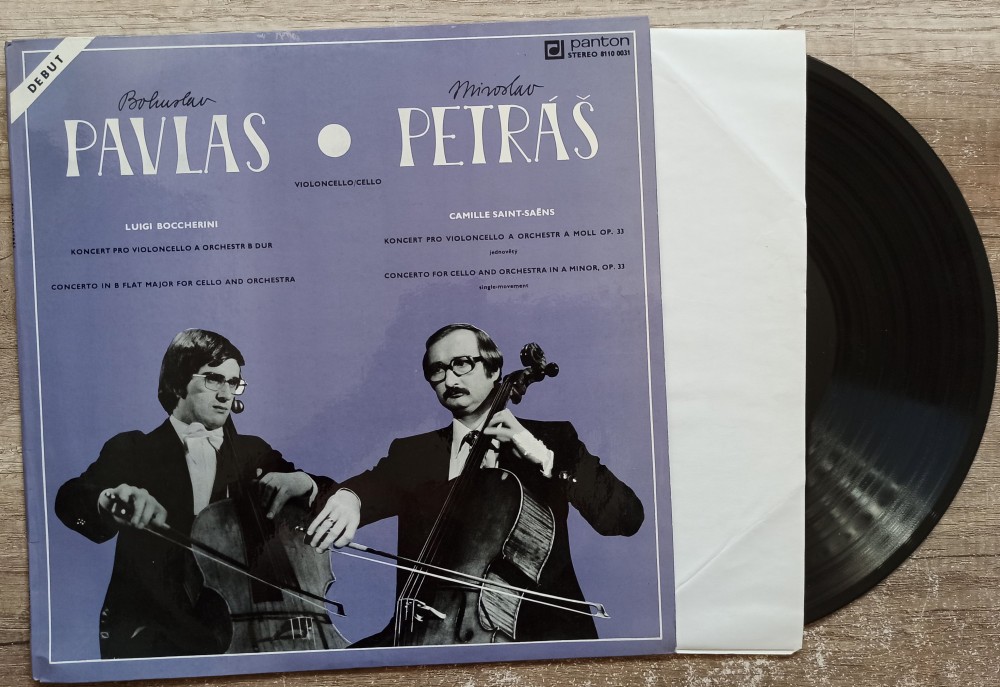 DEBUT
panton
STEREO 8110 0031
Bohuslav
PAVLAS
Miroslav
PETRÁŠ
VIOLONCELLO/CELLO
LUIGI BOCCHERINI
KONCERT PRO VIOLONCELLO A ORCHESTR B DUR
CONCERTO IN B FLAT MAJOR FOR CELLO AND ORCHESTRA
CAMILLE SAINT-SAËNS
KONCERT PRO VIOLONCELLO A ORCHESTR A MOLL OP. 33
jednovětý
CONCERTO FOR CELLO AND ORCHESTRA IN A MINOR, OP. 33
single-movement